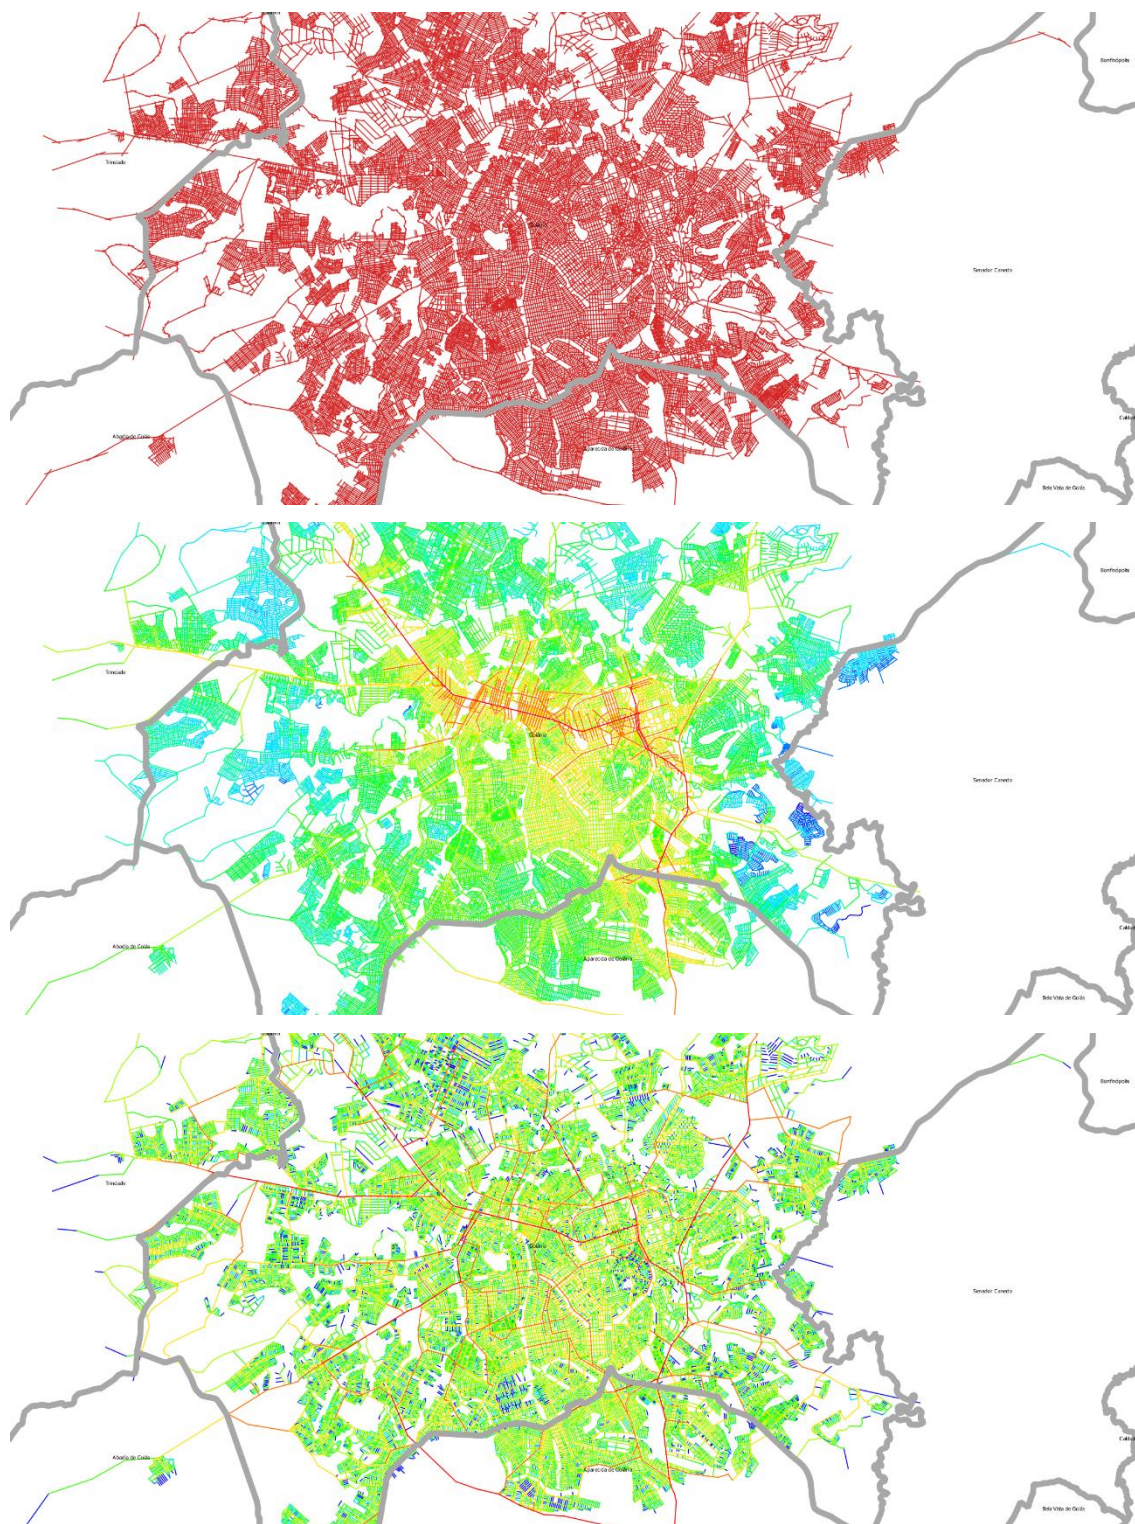 Bonfinópolis
Trindade
Goiânia
Senador Canedo
Abadia de Goiás
Aparecida de Goiânia
Bela Vista de Goiás
Bonfinópolis
Trindade
Goiânia
Senador Canedo
Abadia de Goiás
Aparecida de Goiânia
Bela Vista de Goiás
Bonfinópolis
Trindade
Goiânia
Senador Canedo
Abadia de Goiás
Aparecida de Goiânia
Bela Vista de Goiás